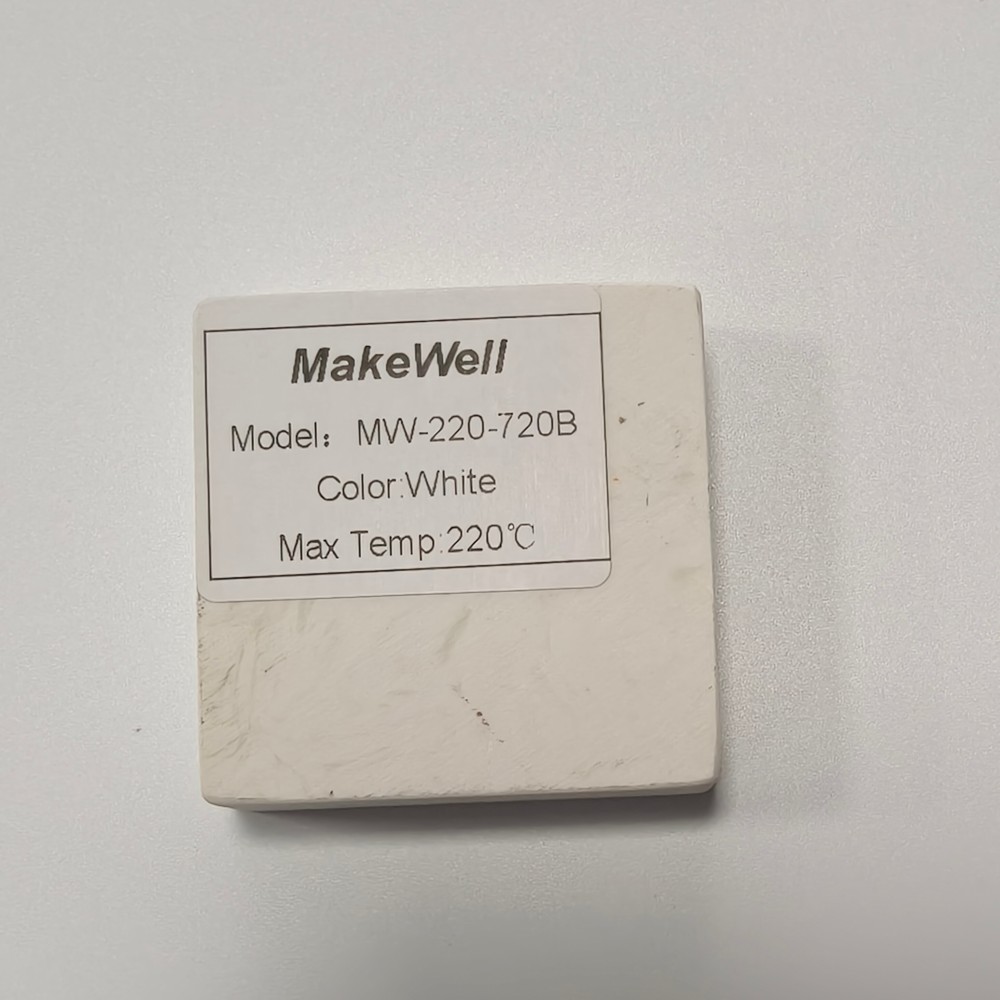 MakeWell
Model：MW-220-720B
Color:White
Max Temp:220℃